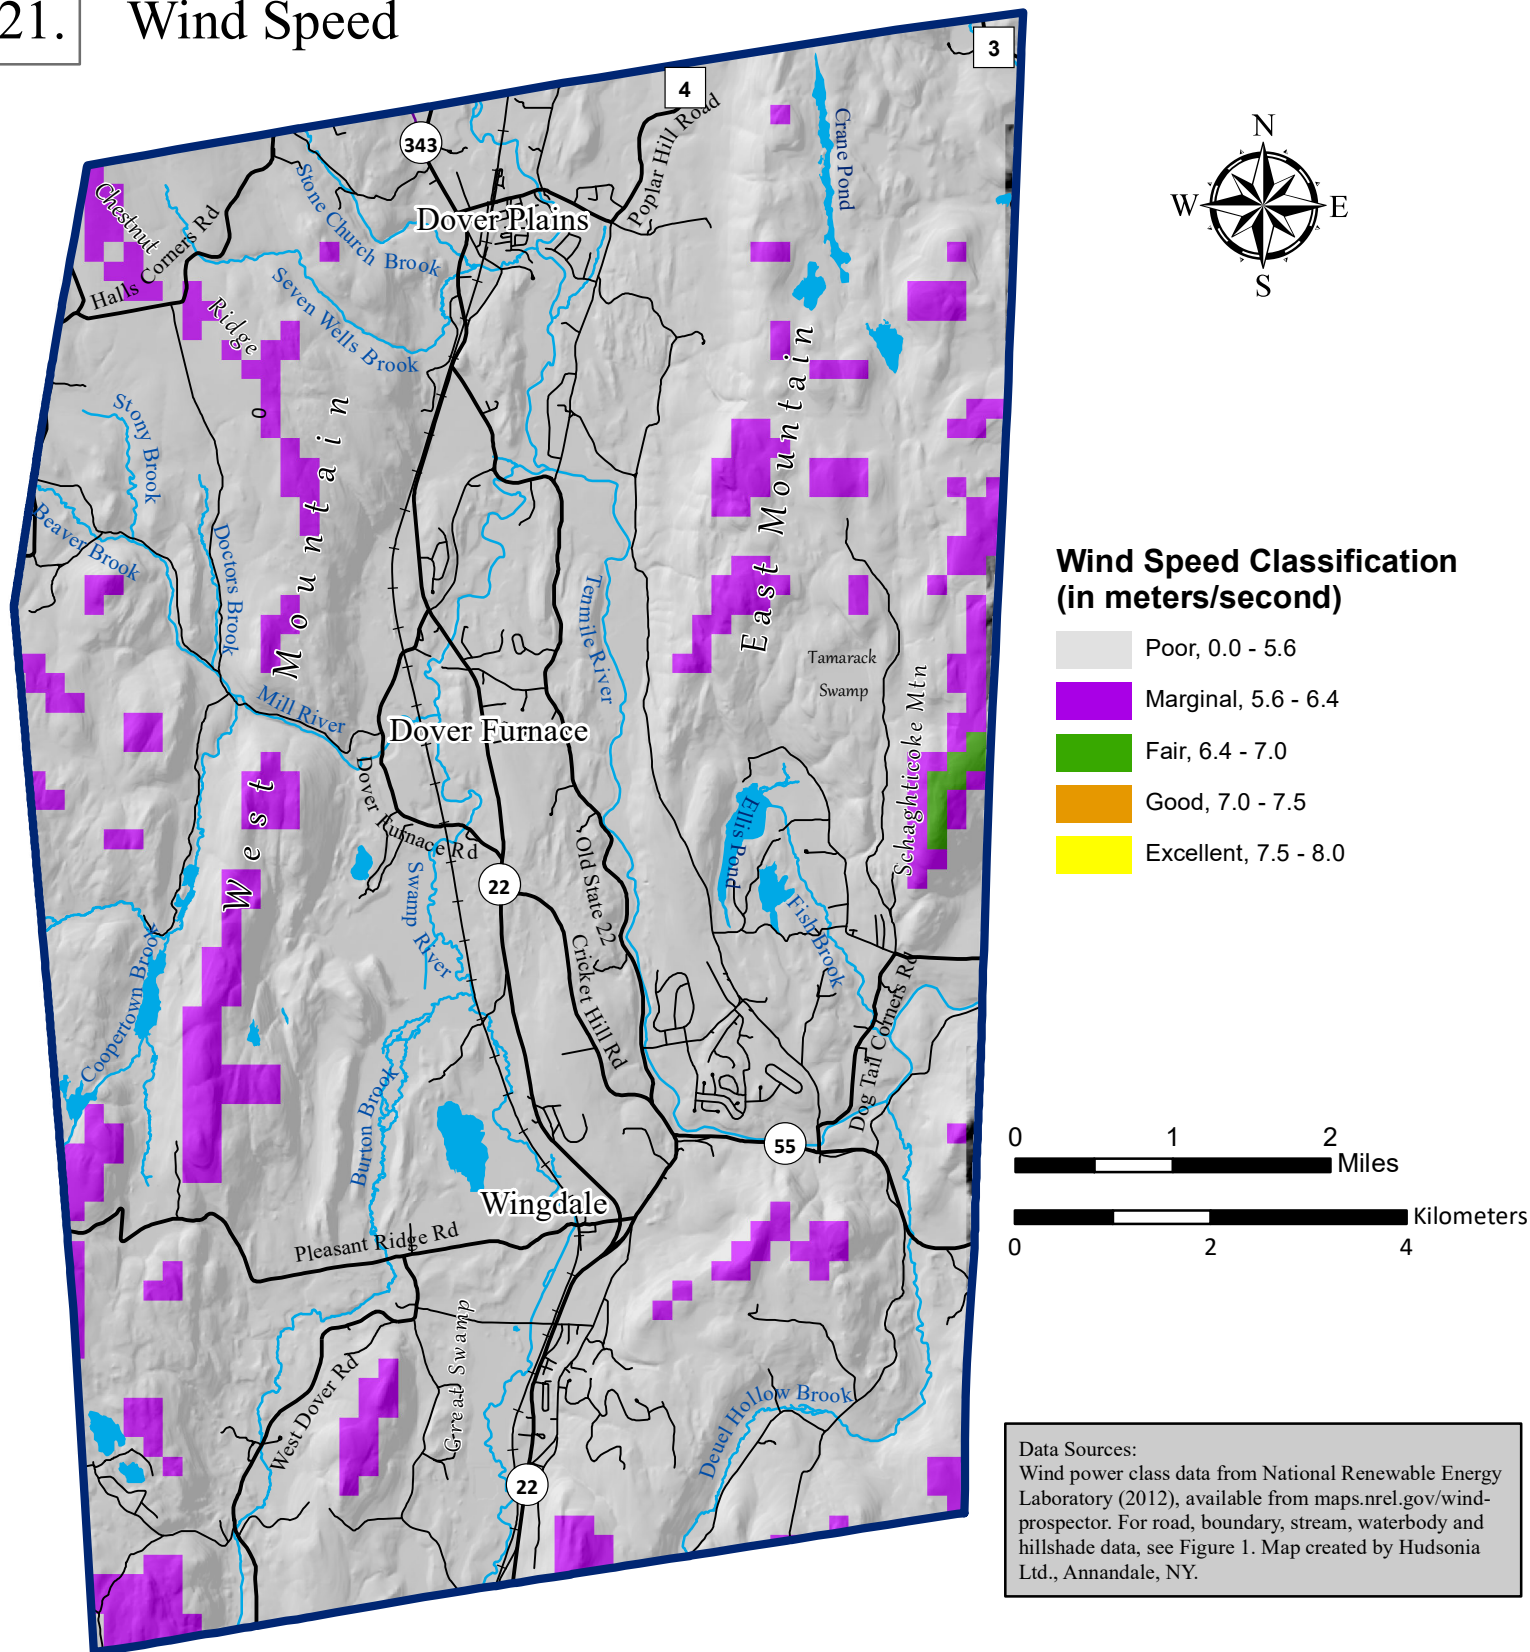 21.
Wind Speed
3
4
343
Poplar Hill Road
Crane Pond
N
W
E
S
Chestnut
Ridge
Halls Corners Rd
Stone Church Brook
Dover Plains
Seven Wells Brook
Stony Brook
Beaver Brook
Doctors Brook
West Mountain
East Mountain
Tenmile River
Tamarack
Swamp
Schaghticoke Mtn
Mill River
Dover Furnace
Dover Furnace Rd
Swamp River
22
Old State 22
Cricket Hill Rd
Ellis Pond
Fish Brook
Dog Tail Corners Rd
Coopertown Brook
Burton Brook
55
Wingdale
Pleasant Ridge Rd
Great Swamp
West Dover Rd
Deuel Hollow Brook
22
Wind Speed Classification
(in meters/second)
Poor, 0.0 - 5.6
Marginal, 5.6 - 6.4
Fair, 6.4 - 7.0
Good, 7.0 - 7.5
Excellent, 7.5 - 8.0
0 1 2
Miles
Kilometers
0 2 4
Data Sources:
Wind power class data from National Renewable Energy
Laboratory (2012), available from maps.nrel.gov/wind-
prospector. For road, boundary, stream, waterbody and
hillshade data, see Figure 1. Map created by Hudsonia
Ltd., Annandale, NY.